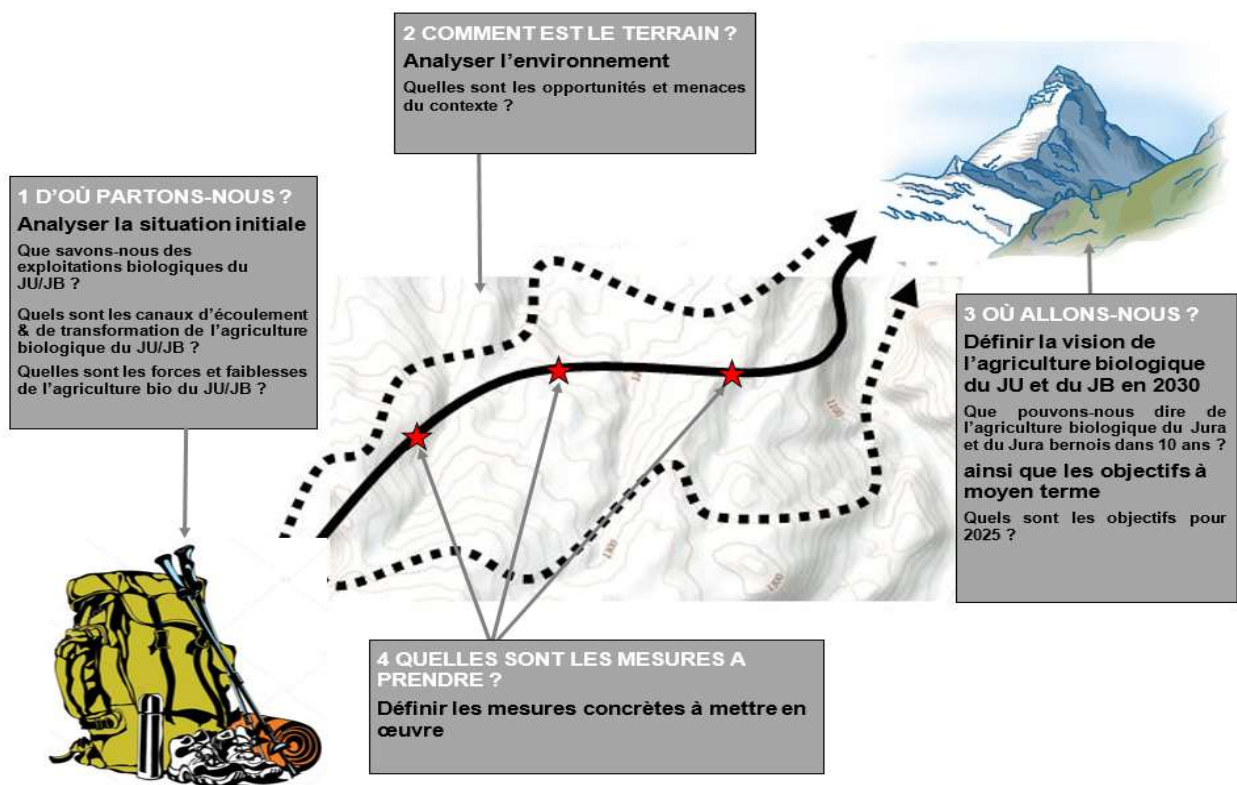 1 D'OÙ PARTONS-NOUS ?
Analyser la situation initiale
Que savons-nous des
exploitations biologiques du
JU/JB ?
Quels sont les canaux d'écoulement
& de transformation de l'agriculture
biologique du JU/JB ?
Quelles sont les forces et faiblesses
de l'agriculture bio du JU/JB ?
2 COMMENT EST LE TERRAIN ?
Analyser l'environnement
Quelles sont les opportunités et menaces
du contexte ?
3 OÙ ALLONS-NOUS ?
Définir la vision de
l'agriculture biologique
du JU et du JB en 2030
Que pouvons-nous dire de
l'agriculture biologique du Jura
et du Jura bernois dans 10 ans ?
ainsi que les objectifs à
moyen terme
Quels sont les objectifs pour
2025 ?
4 QUELLES SONT LES MESURES A
PRENDRE ?
Définir les mesures concrètes à mettre en
œuvre
1100
1300